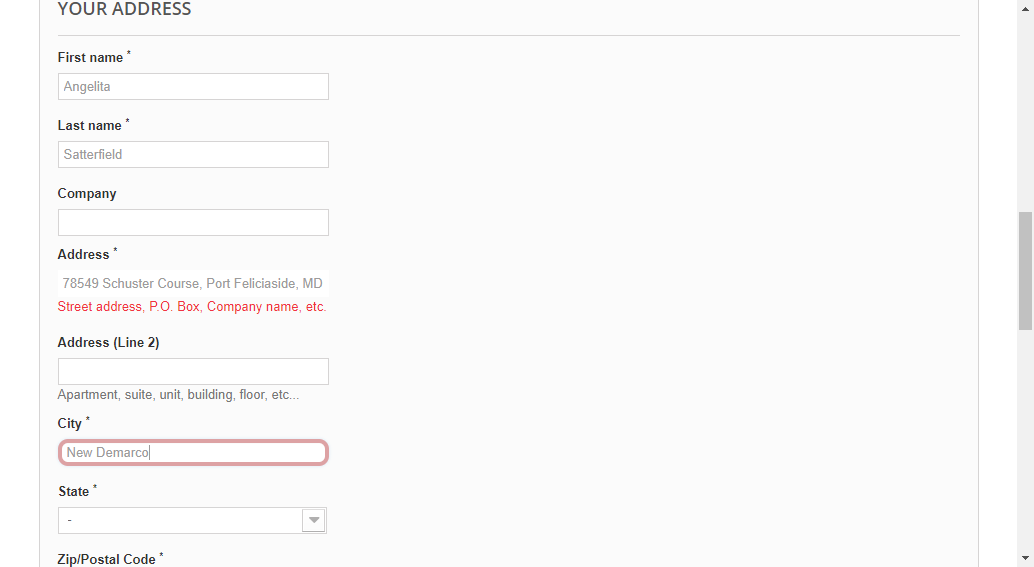 YOUR ADDRESS
First name *
Angelita
Last name *
Satterfield
Company
Address *
78549 Schuster Course, Port Feliciaside, MD
Street address, P.O. Box, Company name, etc.
Address (Line 2)
Apartment, suite, unit, building, floor, etc...
City *
New Demarco
State *
-
Zip/Postal Code *